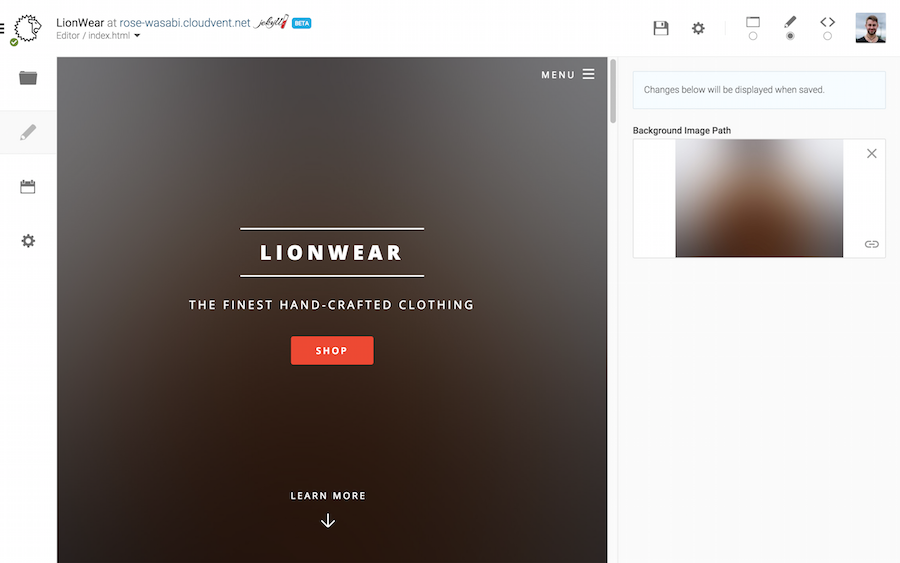 LionWear at rose-wasabi.cloudvent.net jekyll BETA
Editor / index.html
MENU
Changes below will be displayed when saved.
Background Image Path
LIONWEAR
THE FINEST HAND-CRAFTED CLOTHING
SHOP
LEARN MORE